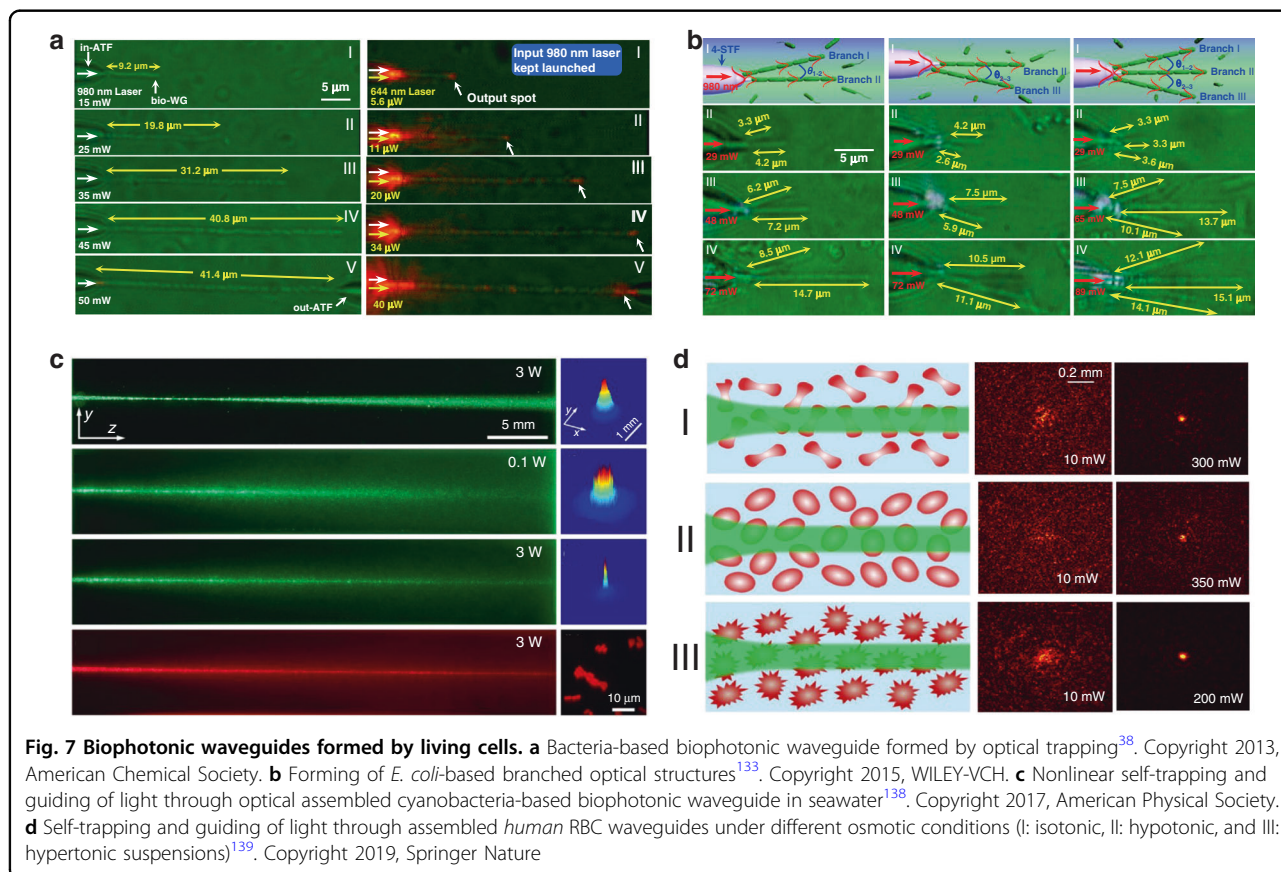 a
in-ATF
9.2 μm
I
980 nm Laser
15 mW
bio-WG
5 μm
19.8 μm
II
25 mW
31.2 μm
III
35 mW
40.8 μm
IV
45 mW
41.4 μm
V
50 mW
out-ATF
Input 980 nm laser
kept launched
I
644 nm Laser
5.6 μW
Output spot
II
11 μW
III
20 μW
IV
34 μW
V
40 μW
b
I
4-STF
Branch I
θ1-2
980 nm
Branch II
II
3.3 μm
29 mW
4.2 μm
5 μm
III
6.2 μm
48 mW
7.2 μm
IV
8.5 μm
72 mW
14.7 μm
I
Branch II
θ2-3
Branch III
II
4.2 μm
29 mW
2.6 μm
III
7.5 μm
48 mW
5.9 μm
IV
10.5 μm
72 mW
11.1 μm
I
Branch I
θ1-2
Branch II
θ2-3
Branch III
II
3.3 μm
3.3 μm
29 mW
3.6 μm
III
7.5 μm
13.7 μm
10.1 μm
IV
12.1 μm
15.1 μm
14.1 μm
c
3 W
y
z
5 mm
y
x
1 mm
0.1 W
3 W
3 W
10 μm
d
I
0.2 mm
10 mW
300 mW
II
10 mW
350 mW
III
10 mW
200 mW
Fig. 7 Biophotonic waveguides formed by living cells. a Bacteria-based biophotonic waveguide formed by optical trapping38. Copyright 2013,
American Chemical Society. b Forming of E. coli-based branched optical structures133. Copyright 2015, WILEY-VCH. c Nonlinear self-trapping and
guiding of light through optical assembled cyanobacteria-based biophotonic waveguide in seawater138. Copyright 2017, American Physical Society.
d Self-trapping and guiding of light through assembled human RBC waveguides under different osmotic conditions (I: isotonic, II: hypotonic, and III:
hypertonic suspensions)139. Copyright 2019, Springer Nature